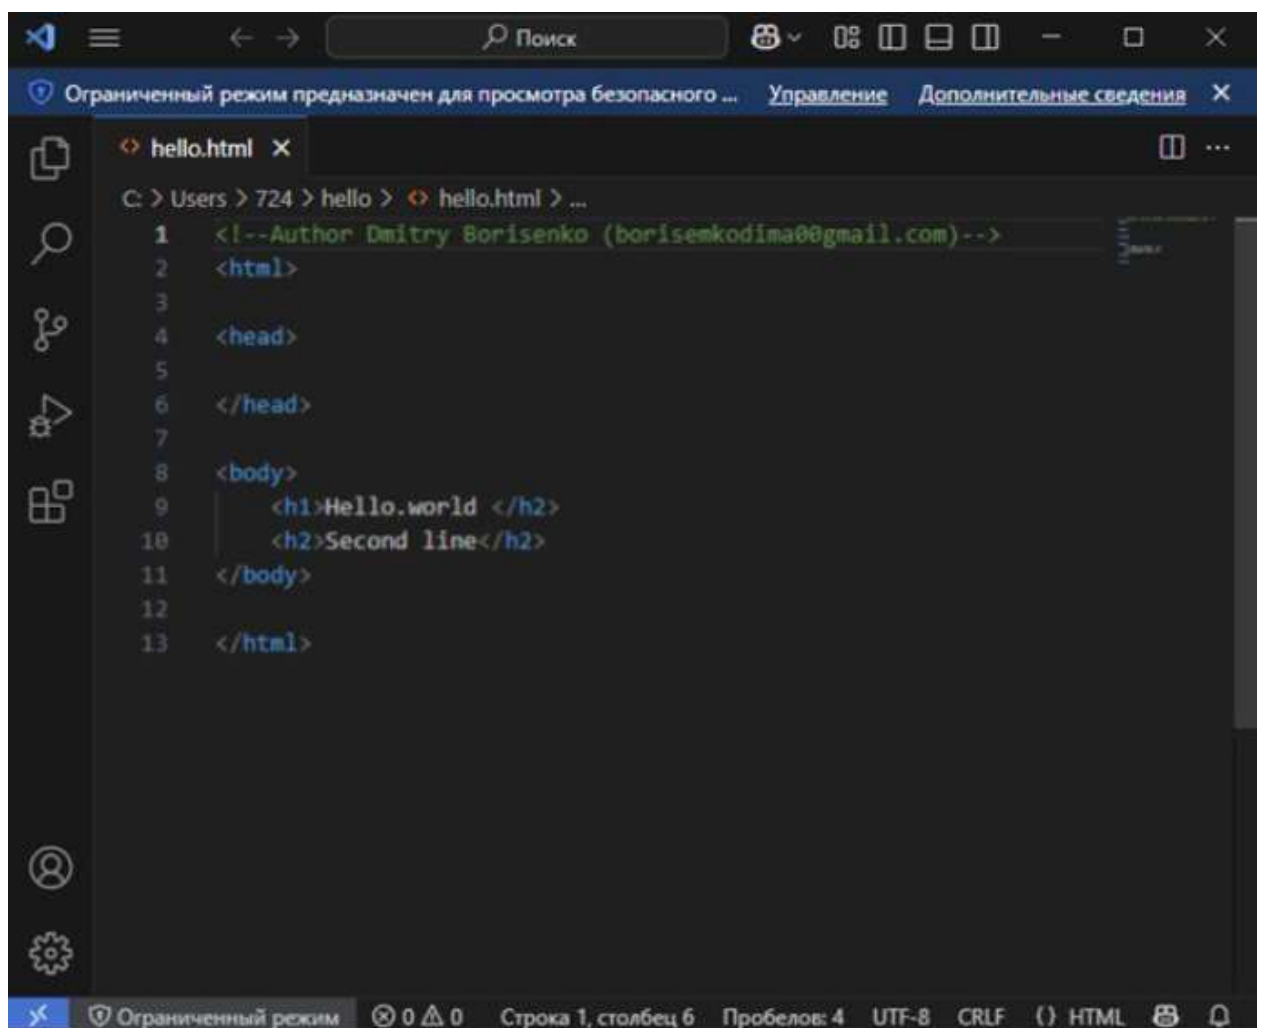 Поиск
Ограниченный режим предназначен для просмотра безопасного ... Управление Дополнительные сведения
hello.html
C: > Users > 724 > hello > hello.html > ...
1 <!--Author Dmitry Borisenko (borisemkodima00gmail.com)-->
2 <html>
3
4 <head>
5
6 </head>
7
8 <body>
9 <h1>Hello.world </h2>
10 <h2>Second line</h2>
11 </body>
12
13 </html>
Ограниченный режим 0 0 Строка 1, столбец 6 Пробелов: 4 UTF-8 CRLF {} HTML